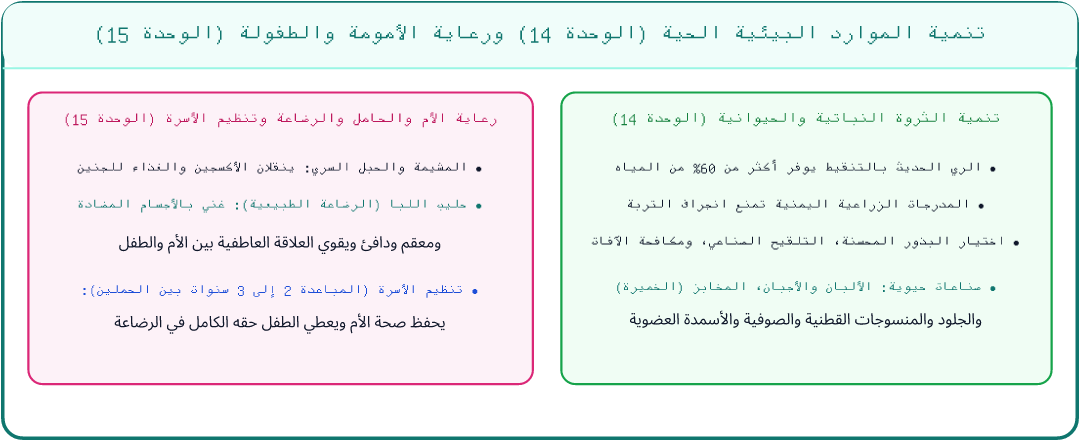 تنمية الموارد البيئية الحية (الوحدة 14) ورعاية الأمومة والطفولة (الوحدة 15)
تنمية الثروة النباتية والحيوانية (الوحدة 14)
• الري الحديث بالتنقيط يوفر أكثر من 60% من المياه
• المدرجات الزراعية اليمنية تمنع انجراف التربة
• اختيار البذور المحسنة، التلقيح الصناعي، ومكافحة الآفات
• صناعات حيوية: الألبان والأجبان، المخابز (الخميرة)
والجلود والمنسوجات القطنية والصوفية والأسمدة العضوية
رعاية الأم والحامل والرضاعة وتنظيم الأسرة (الوحدة 15)
• المشيمة والحبل السري: ينقلان الأكسجين والغذاء للجنين
• حليب اللبا (الرضاعة الطبيعية): غني بالأجسام المضادة
ومعقم ودافئ ويقوي العلاقة العاطفية بين الأم والطفل
• تنظيم الأسرة (المباعدة 2 إلى 3 سنوات بين الحملين):
يحفظ صحة الأم ويعطي الطفل حقه الكامل في الرضاعة